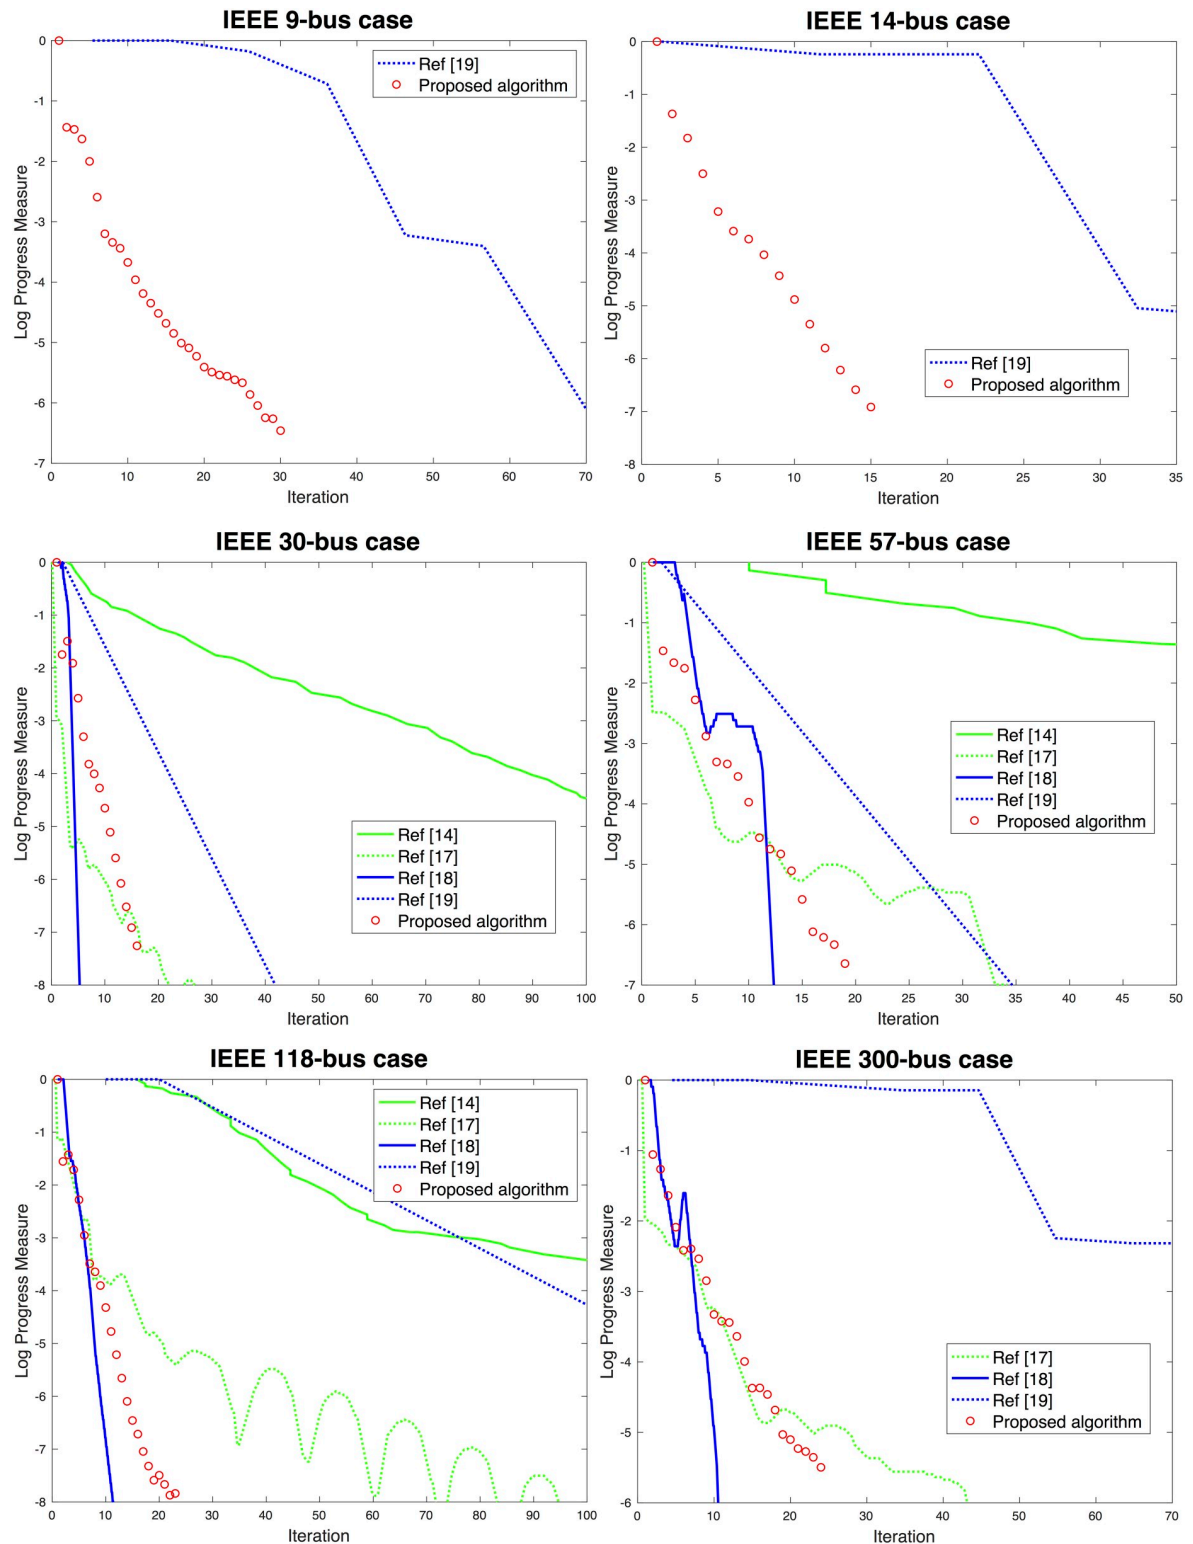 IEEE 9-bus case
0
-1
-2
-3
-4
-5
-6
-7
Log Progress Measure
Ref [19]
Proposed algorithm
0 10 20 30 40 50 60 70
Iteration
IEEE 14-bus case
0
-1
-2
-3
-4
-5
-6
-7
-8
Log Progress Measure
Ref [19]
Proposed algorithm
0 5 10 15 20 25 30 35
Iteration
IEEE 30-bus case
0
-1
-2
-3
-4
-5
-6
-7
-8
Log Progress Measure
Ref [14]
Ref [17]
Ref [18]
Ref [19]
Proposed algorithm
0 10 20 30 40 50 60 70 80 90 100
Iteration
IEEE 57-bus case
0
-1
-2
-3
-4
-5
-6
-7
Log Progress Measure
Ref [14]
Ref [17]
Ref [18]
Ref [19]
Proposed algorithm
0 5 10 15 20 25 30 35 40 45 50
Iteration
IEEE 118-bus case
0
-1
-2
-3
-4
-5
-6
-7
-8
Log Progress Measure
Ref [14]
Ref [17]
Ref [18]
Ref [19]
Proposed algorithm
0 10 20 30 40 50 60 70 80 90 100
Iteration
IEEE 300-bus case
0
-1
-2
-3
-4
-5
-6
Log Progress Measure
Ref [17]
Ref [18]
Ref [19]
Proposed algorithm
0 10 20 30 40 50 60 70
Iteration